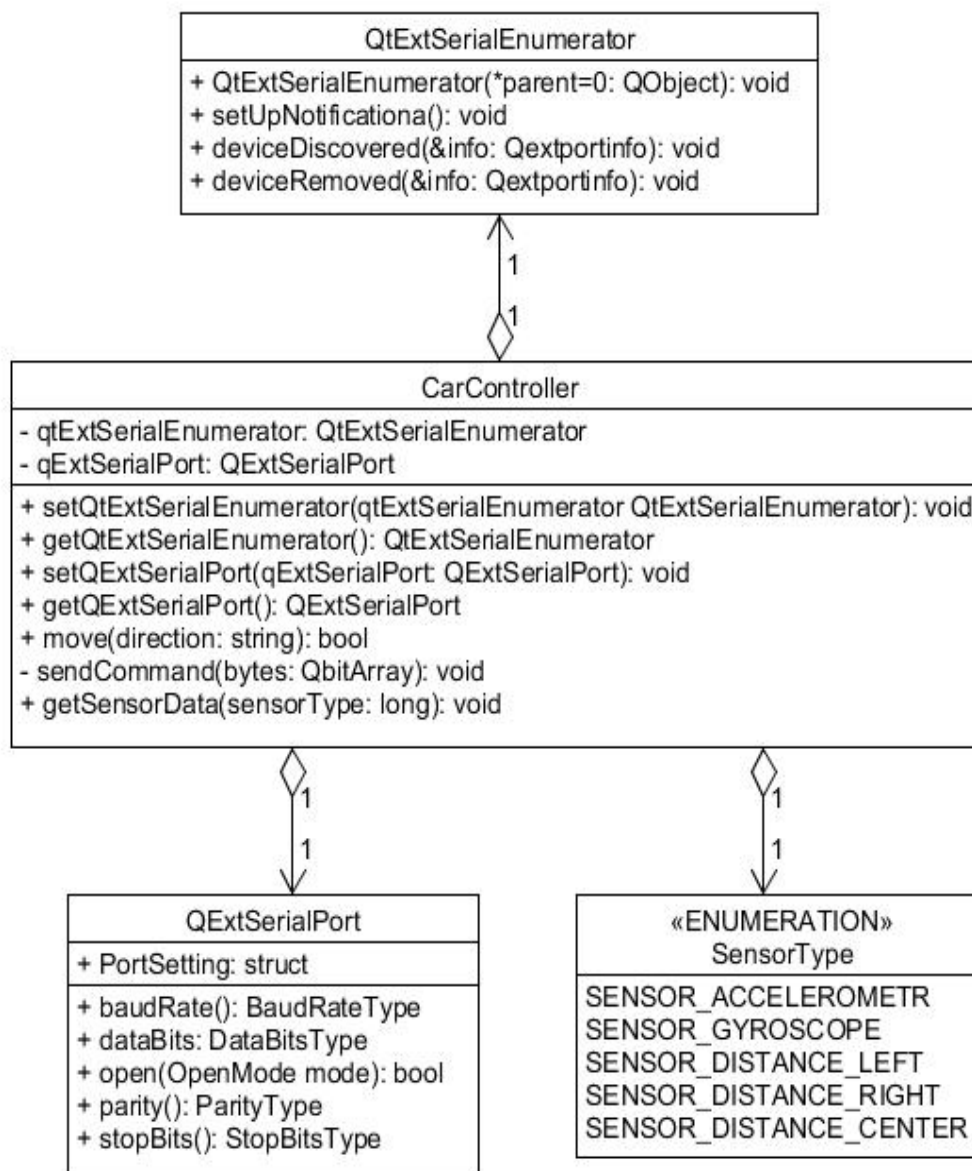 QtExtSerialEnumerator
+ QtExtSerialEnumerator(*parent=0: QObject): void
+ setUpNotificationa(): void
+ deviceDiscovered(&info: Qextportinfo): void
+ deviceRemoved(&info: Qextportinfo): void
1
1
CarController
- qtExtSerialEnumerator: QtExtSerialEnumerator
- qExtSerialPort: QExtSerialPort
+ setQtExtSerialEnumerator(qtExtSerialEnumerator QtExtSerialEnumerator): void
+ getQtExtSerialEnumerator(): QtExtSerialEnumerator
+ setQExtSerialPort(qExtSerialPort: QExtSerialPort): void
+ getQExtSerialPort(): QExtSerialPort
+ move(direction: string): bool
- sendCommand(bytes: QbitArray): void
+ getSensorData(sensorType: long): void
1
1
1
1
QExtSerialPort
+ PortSetting: struct
+ baudRate(): BaudRateType
+ dataBits: DataBitsType
+ open(OpenMode mode): bool
+ parity(): ParityType
+ stopBits(): StopBitsType
«ENUMERATION»
SensorType
SENSOR_ACCELEROMETR
SENSOR_GYROSCOPE
SENSOR_DISTANCE_LEFT
SENSOR_DISTANCE_RIGHT
SENSOR_DISTANCE_CENTER